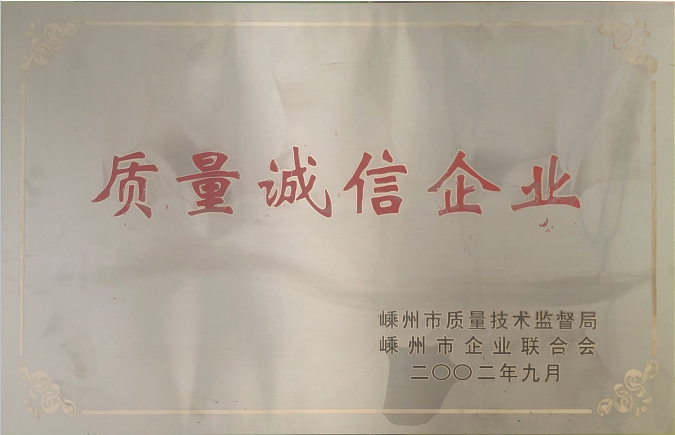 质量诚信企业
嵊州市质量技术监督局
嵊州市企业联合会
二〇〇二年九月